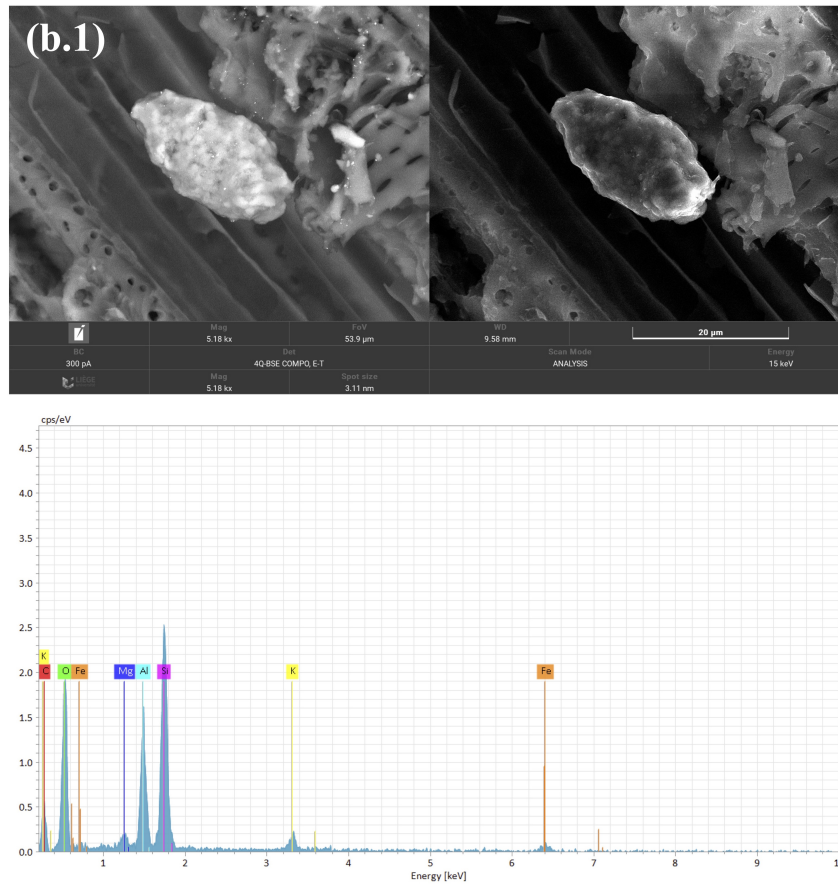 (b.1)
Mag FoV WD 20 µm
5.18 kx 53.9 µm 9.58 mm
BC Det Scan Mode Energy
300 pA 4Q-BSE COMPO, E-T ANALYSIS 15 keV
LIEGE Mag Spot size
5.18 kx 3.11 nm
cps/eV
4.5
4.0
3.5
3.0
2.5
K K
C O Fe Mg Al Si Fe
2.0
1.5
1.0
0.5
0.0
1 2 3 4 5 6 7 8 9 10
Energy [keV]